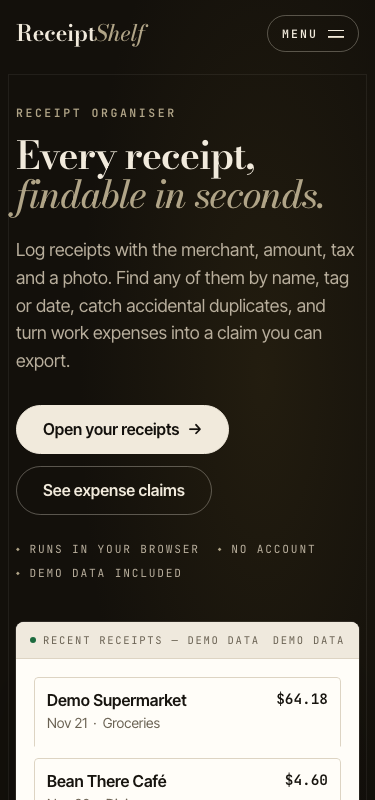 ReceiptShelf
MENU
RECEIPT ORGANISER
Every receipt,
findable in seconds.
Log receipts with the merchant, amount, tax
and a photo. Find any of them by name, tag
or date, catch accidental duplicates, and
turn work expenses into a claim you can
export.
Open your receipts →
See expense claims
RUNS IN YOUR BROWSER
NO ACCOUNT
DEMO DATA INCLUDED
RECENT RECEIPTS — DEMO DATA
DEMO DATA
Demo Supermarket
$64.18
Nov 21 · Groceries
Bean There Café
$4.60